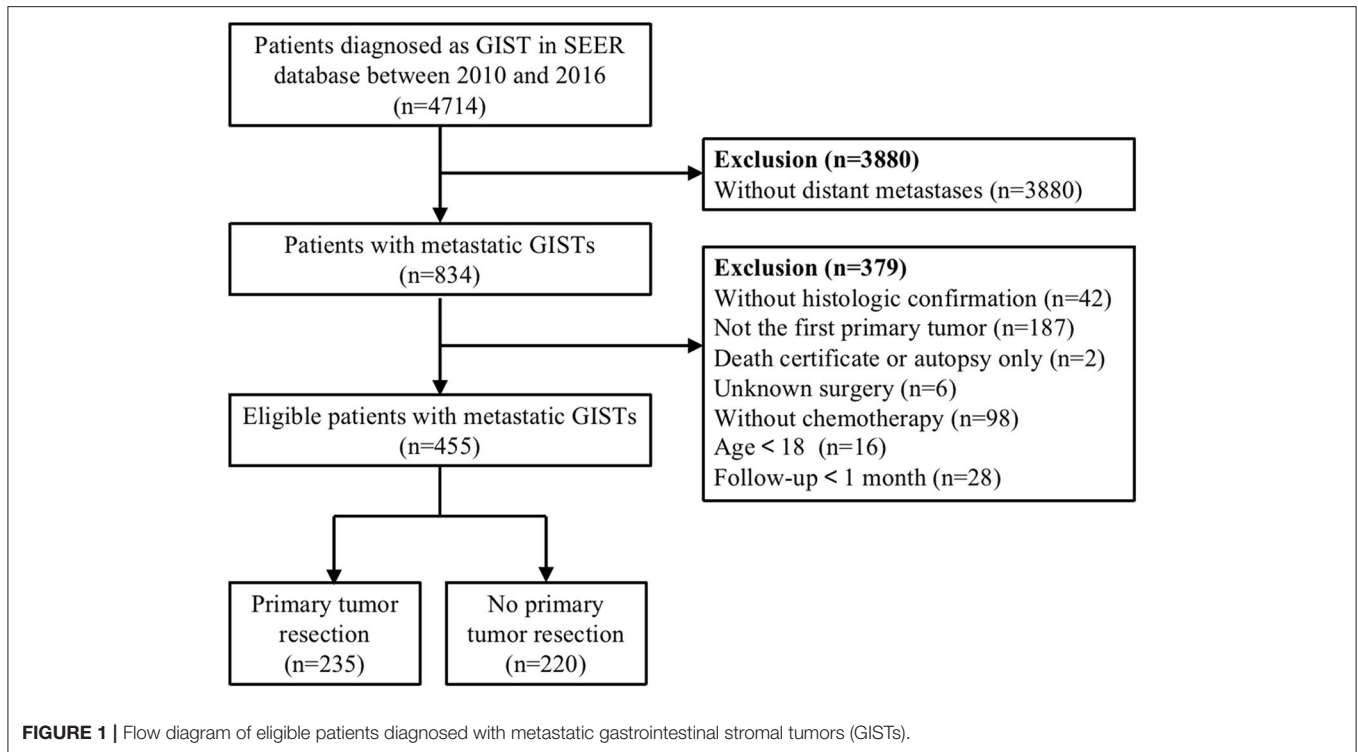 Patients diagnosed as GIST in SEER
database between 2010 and 2016
(n=4714)
Exclusion (n=3880)
Without distant metastases (n=3880)
Patients with metastatic GISTs
(n=834)
Exclusion (n=379)
Without histologic confirmation (n=42)
Not the first primary tumor (n=187)
Death certificate or autopsy only (n=2)
Unknown surgery (n=6)
Without chemotherapy (n=98)
Age < 18 (n=16)
Follow-up < 1 month (n=28)
Eligible patients with metastatic GISTs
(n=455)
Primary tumor
resection
(n=235)
No primary
tumor resection
(n=220)
FIGURE 1 | Flow diagram of eligible patients diagnosed with metastatic gastrointestinal stromal tumors (GISTs).